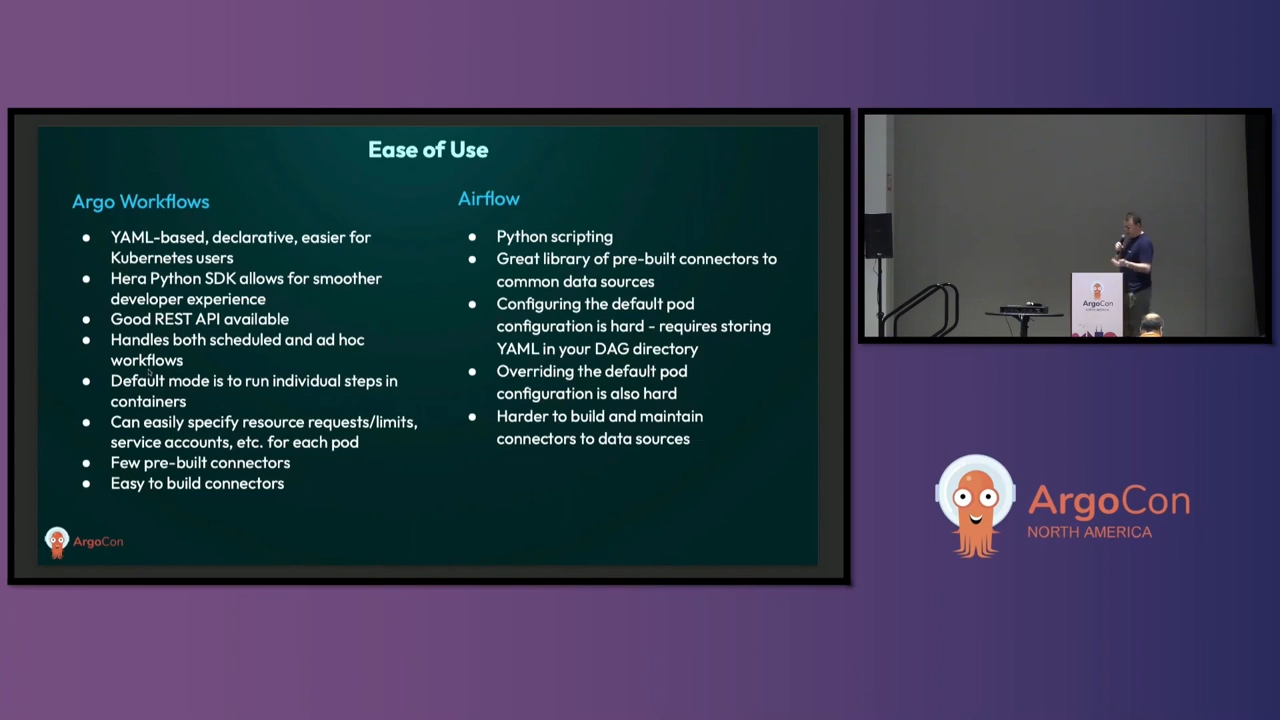 Ease of Use
Argo Workflows
● YAML-based, declarative, easier for
Kubernetes users
● Hera Python SDK allows for smoother
developer experience
● Good REST API available
● Handles both scheduled and ad hoc
workflows
● Default mode is to run individual steps in
containers
● Can easily specify resource requests/limits,
service accounts, etc. for each pod
● Few pre-built connectors
● Easy to build connectors
Airflow
● Python scripting
● Great library of pre-built connectors to
common data sources
● Configuring the default pod
configuration is hard - requires storing
YAML in your DAG directory
● Overriding the default pod
configuration is also hard
● Harder to build and maintain
connectors to data sources
ArgoCon
ArgoCon
ArgoCon
NORTH AMERICA